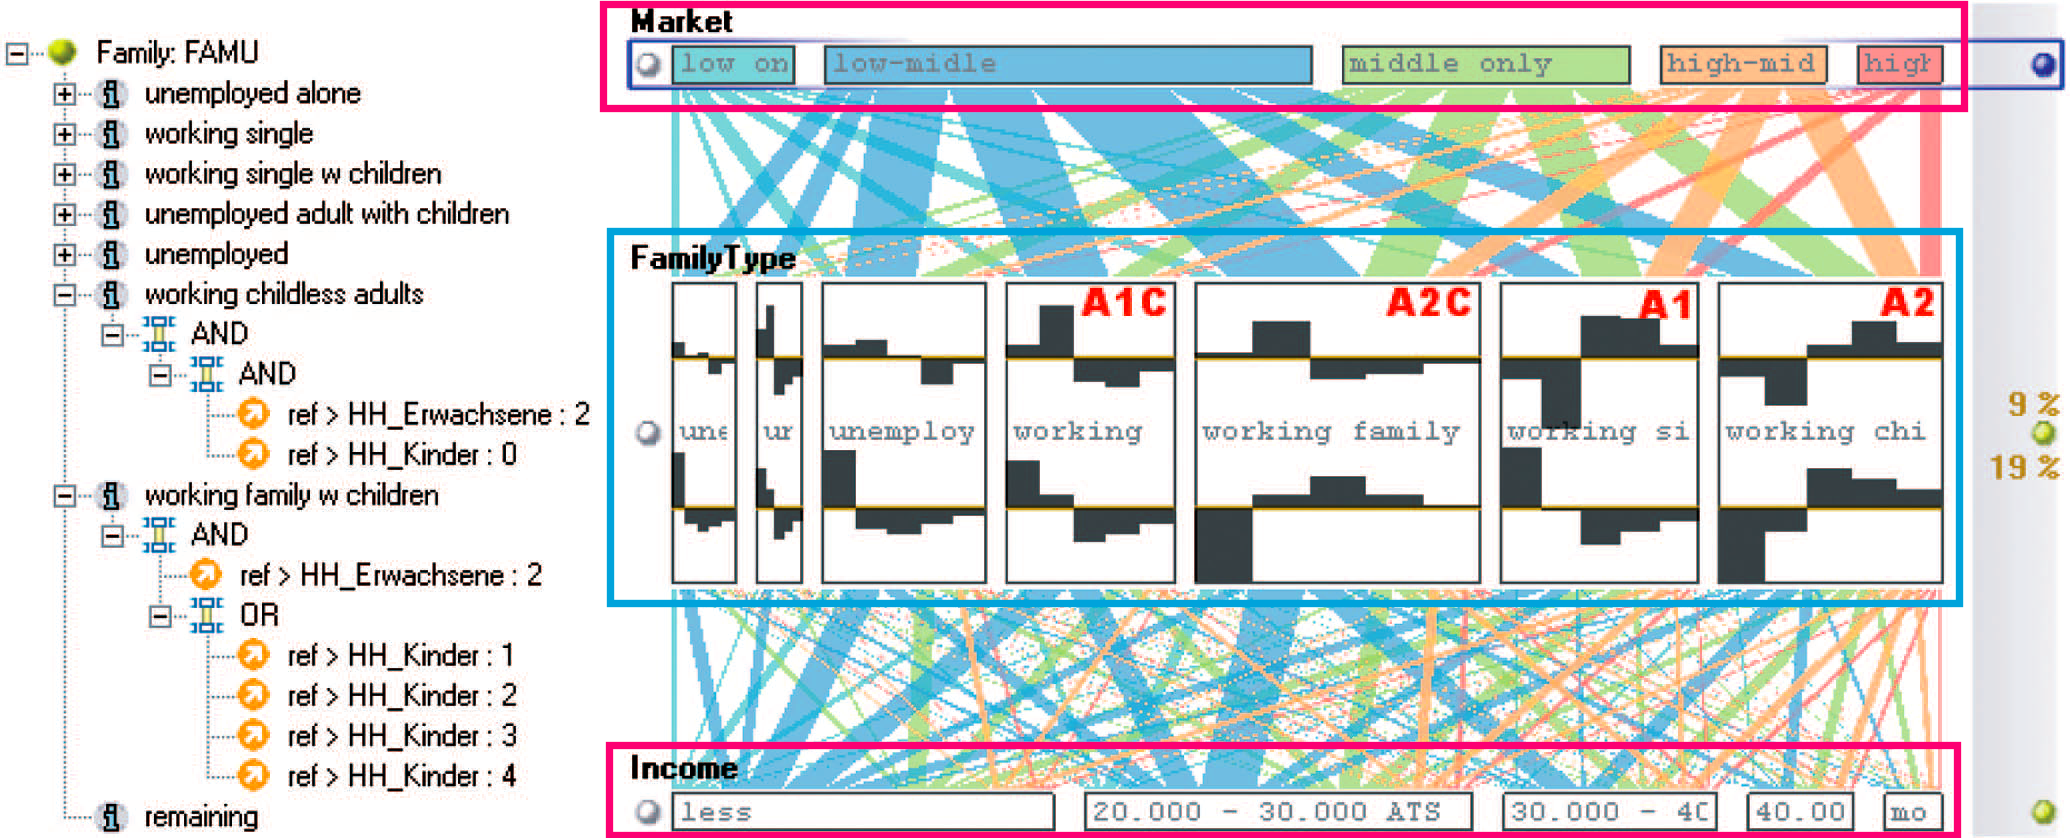 Family: FAMU
unemployed alone
working single
working single w children
unemployed adult with children
unemployed
working childless adults
AND
AND
ref > HH_Erwachsene : 2
ref > HH_Kinder : 0
working family w children
AND
ref > HH_Erwachsene : 2
OR
ref > HH_Kinder : 1
ref > HH_Kinder : 2
ref > HH_Kinder : 3
ref > HH_Kinder : 4
remaining
Market
low on low-midle middle only high-mid high
FamilyType
A1C A2C A1 A2
une ur unemploy working working family working si working chi
9 %
19 %
Income
less 20.000 - 30.000 ATS 30.000 - 40 40.00 mo